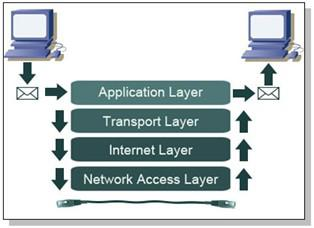 Application Layer
Transport Layer
Internet Layer
Network Access Layer